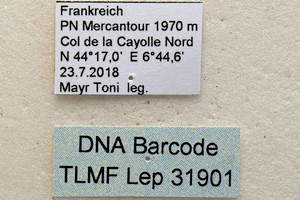 Frankreich
PN Mercantour 1970 m
Col de la Cayolle Nord
N 44°17,0' E 6°44,6'
23.7.2018
Mayr Toni leg.
DNA Barcode
TLMF Lep 31901